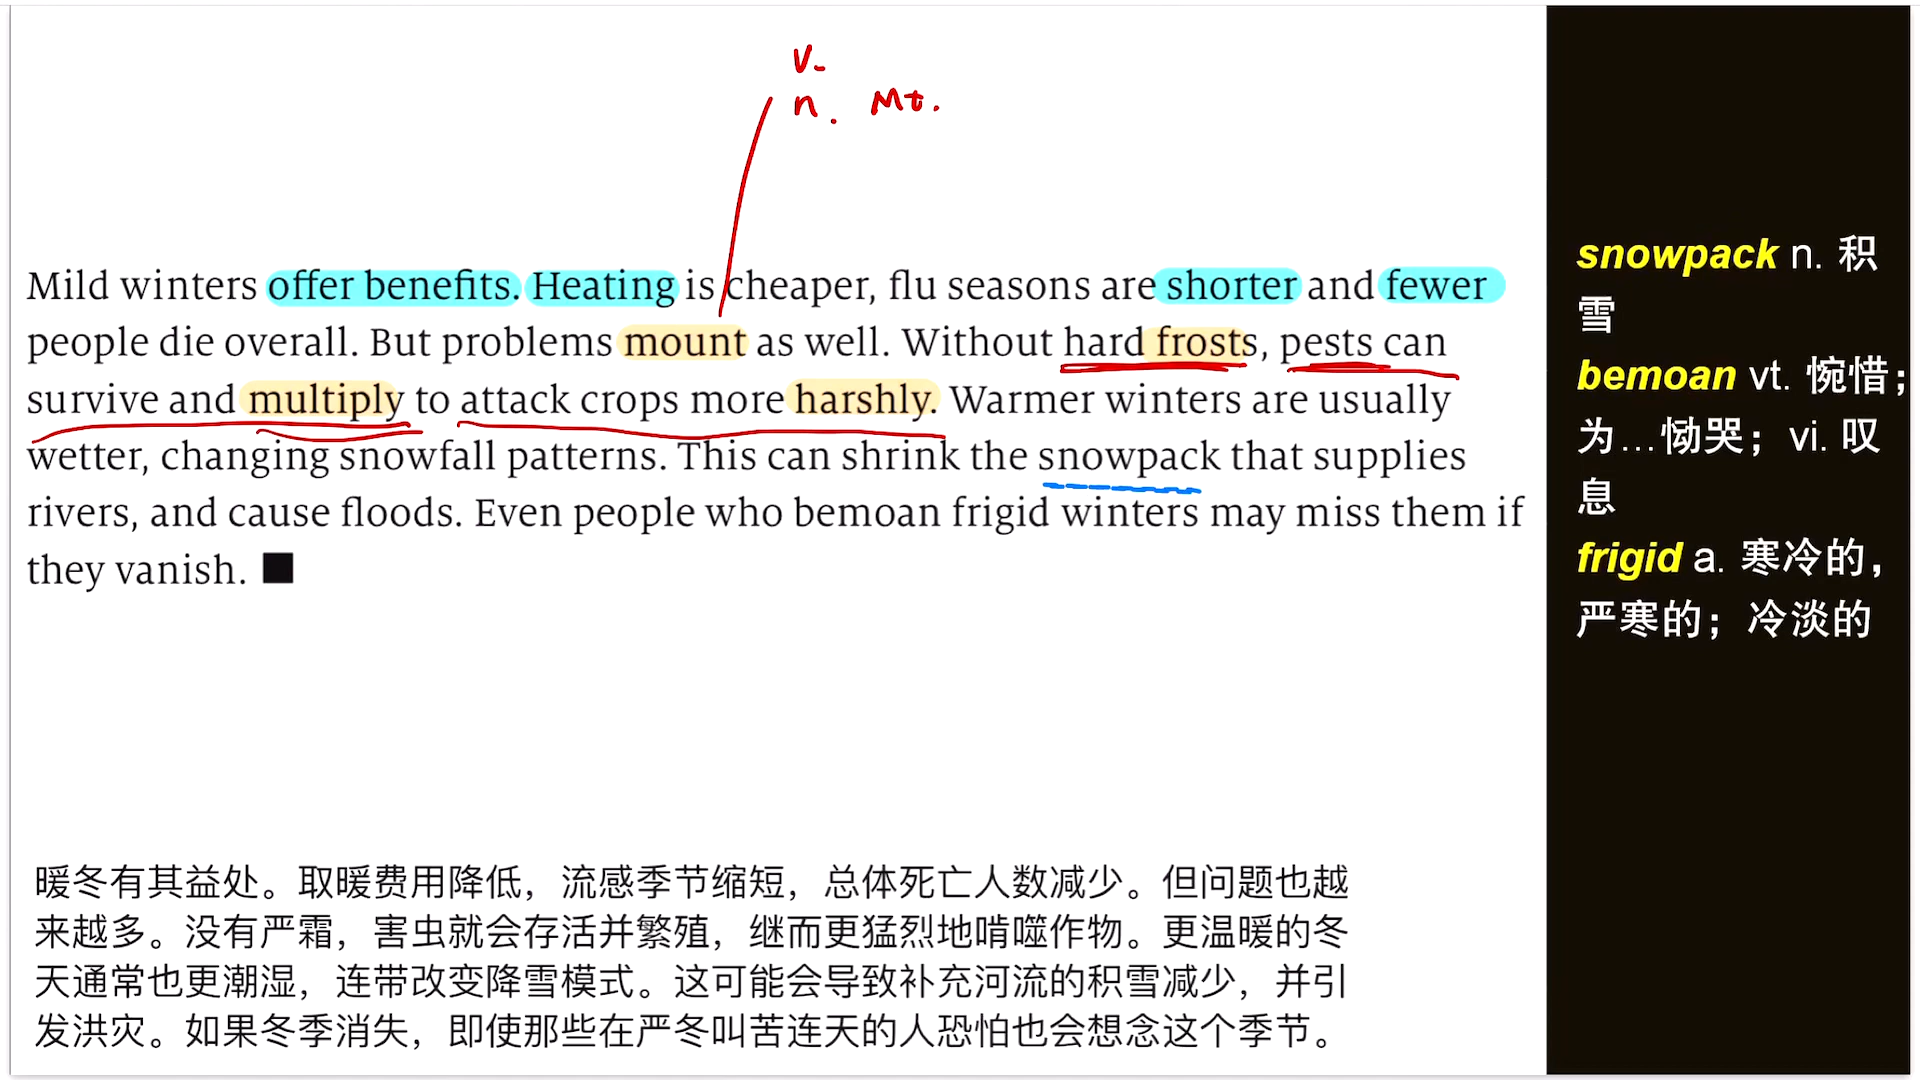 v.
n. Mt.
Mild winters offer benefits. Heating is cheaper, flu seasons are shorter and fewer
people die overall. But problems mount as well. Without hard frosts, pests can
survive and multiply to attack crops more harshly. Warmer winters are usually
wetter, changing snowfall patterns. This can shrink the snowpack that supplies
rivers, and cause floods. Even people who bemoan frigid winters may miss them if
they vanish. ■
snowpack n. 积
雪
bemoan vt. 惋惜；
为…恸哭；vi. 叹
息
frigid a. 寒冷的，
严寒的；冷淡的
暖冬有其益处。取暖费用降低，流感季节缩短，总体死亡人数减少。但问题也越
来越多。没有严霜，害虫就会存活并繁殖，继而更猛烈地啃噬作物。更温暖的冬
天通常也更潮湿，连带改变降雪模式。这可能会导致补充河流的积雪减少，并引
发洪灾。如果冬季消失，即使那些在严冬叫苦连天的人恐怕也会想念这个季节。